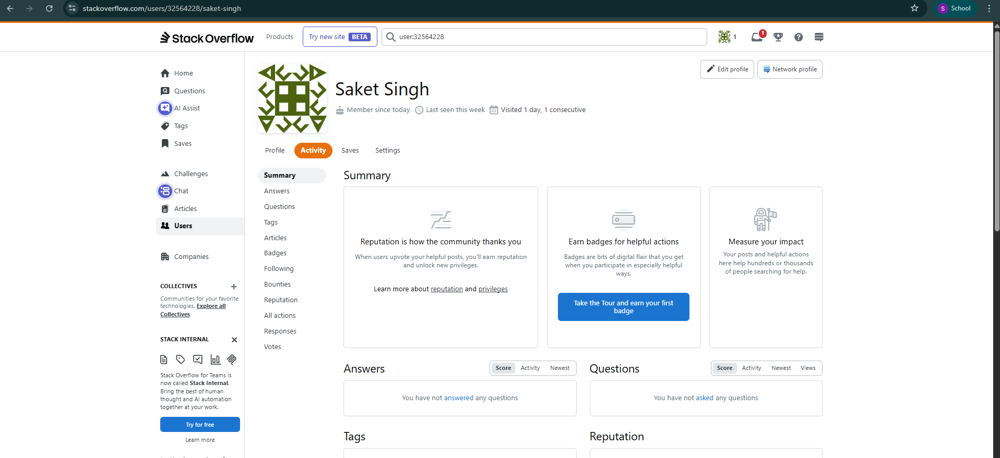 stackoverflow.com/users/32564228/saket-singh
S School
Stack Overflow
Products
Try new site BETA
user:32564228
1
1
Home
Questions
AI Assist
Tags
Saves
Challenges
Chat
Articles
Users
Companies
COLLECTIVES
Communities for your favorite
technologies. Explore all
Collectives
STACK INTERNAL
Stack Overflow for Teams is
now called Stack Internal.
Bring the best of human
thought and AI automation
together at your work.
Try for free
Learn more
Edit profile
Network profile
Saket Singh
Member since today
Last seen this week
Visited 1 day, 1 consecutive
Profile
Activity
Saves
Settings
Summary
Answers
Questions
Tags
Articles
Badges
Following
Bounties
Reputation
All actions
Responses
Votes
Summary
Reputation is how the community thanks you
When users upvote your helpful posts, you'll earn reputation
and unlock new privileges.
Learn more about reputation and privileges
Earn badges for helpful actions
Badges are bits of digital flair that you get
when you participate in especially helpful
ways.
Take the Tour and earn your first
badge
Measure your impact
Your posts and helpful actions
here help hundreds or thousands
of people searching for help.
Answers
Score Activity Newest
You have not answered any questions
Questions
Score Activity Newest Views
You have not asked any questions
Tags
Reputation